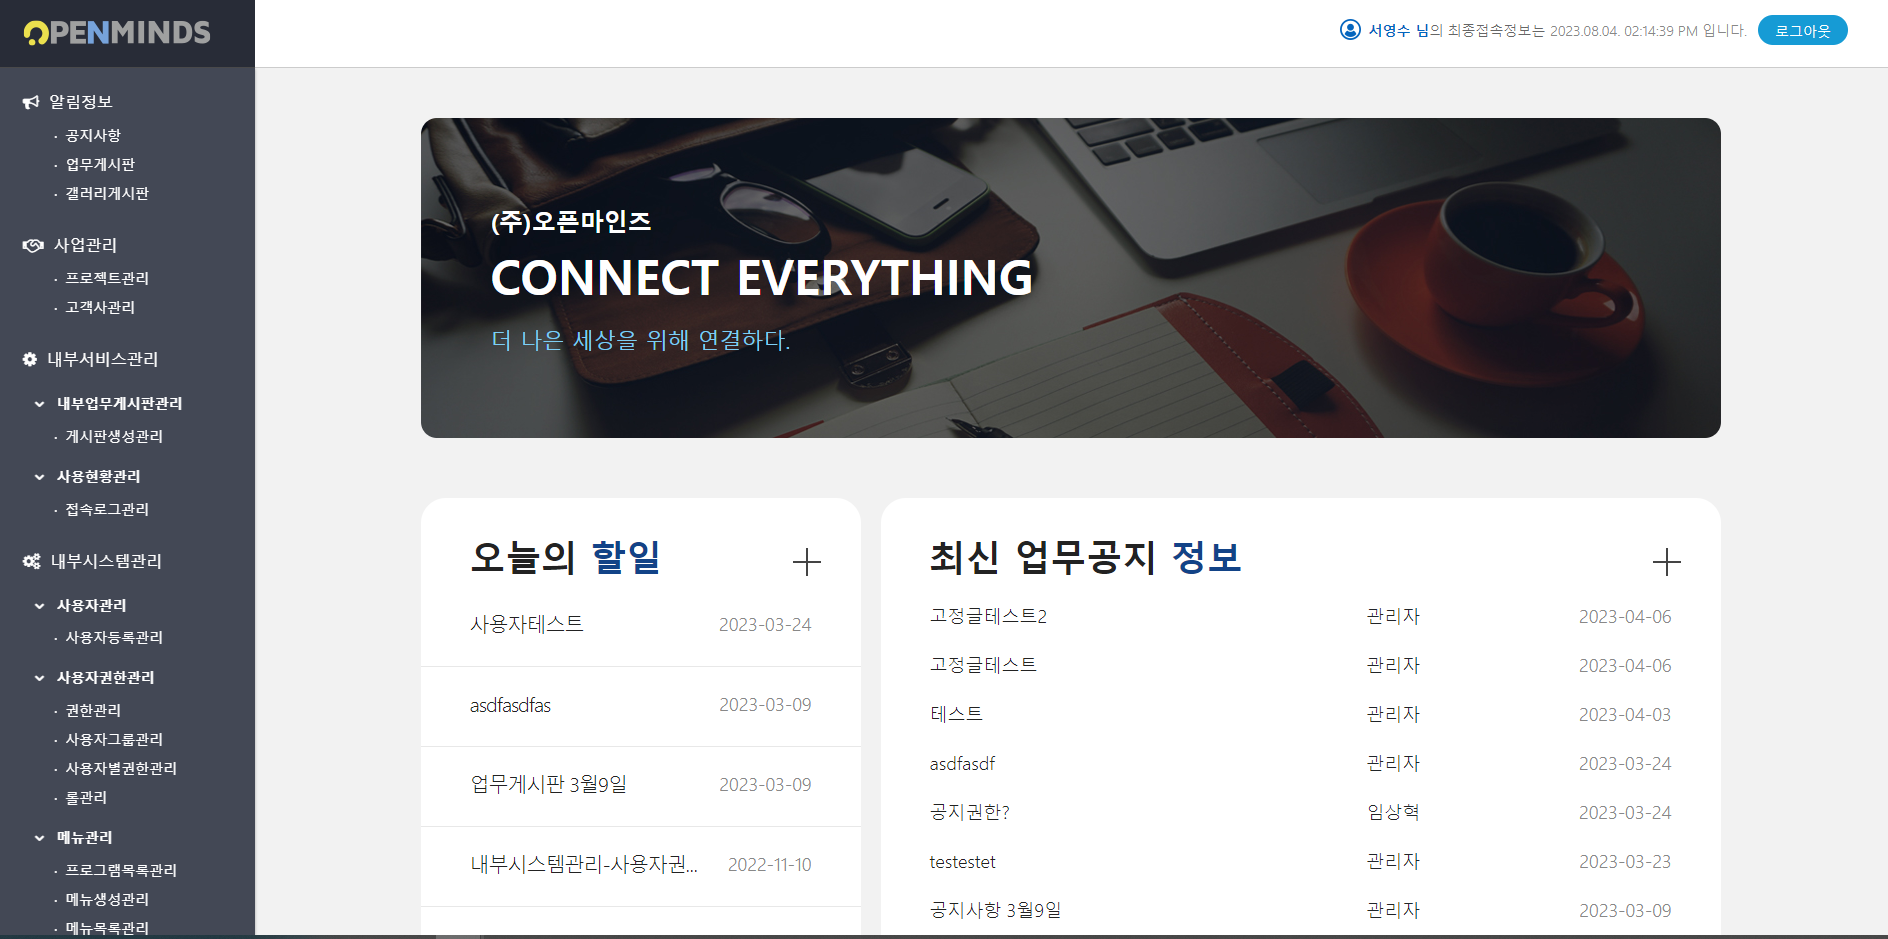 OPENMINDS
서영수 님의 최종접속정보는 2023.08.04. 02:14:39 PM 입니다.
로그아웃
알림정보
· 공지사항
· 업무게시판
· 갤러리게시판
사업관리
· 프로젝트관리
· 고객사관리
내부서비스관리
내부업무게시판관리
· 게시판생성관리
사용현황관리
· 접속로그관리
내부시스템관리
사용자관리
· 사용자등록관리
사용자권한관리
· 권한관리
· 사용자그룹관리
· 사용자별권한관리
· 롤관리
메뉴관리
· 프로그램목록관리
· 메뉴생성관리
· 메뉴목록관리
(주)오픈마인즈
CONNECT EVERYTHING
더 나은 세상을 위해 연결하다.
오늘의 할일
사용자테스트 2023-03-24
asdfasdfas 2023-03-09
업무게시판 3월9일 2023-03-09
내부시스템관리-사용자권... 2022-11-10
최신 업무공지 정보
고정글테스트2 관리자 2023-04-06
고정글테스트 관리자 2023-04-06
테스트 관리자 2023-04-03
asdfasdf 관리자 2023-03-24
공지권한? 임상혁 2023-03-24
testestet 관리자 2023-03-23
공지사항 3월9일 관리자 2023-03-09